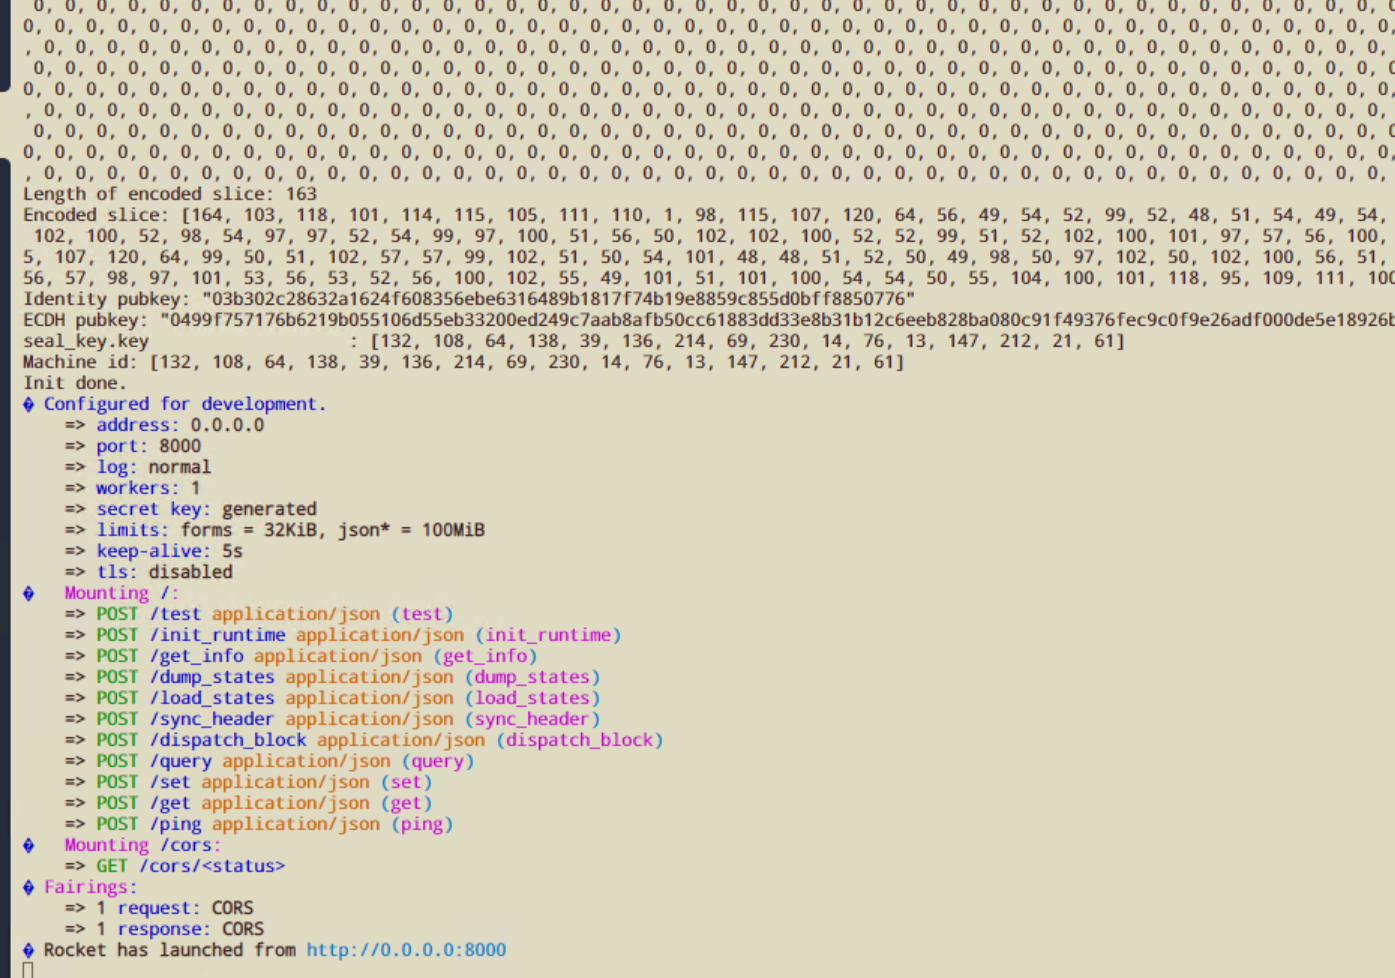 0, 0, 0, 0, 0, 0, 0, 0, 0, 0, 0, 0, 0, 0, 0, 0, 0, 0, 0, 0, 0, 0, 0, 0, 0, 0, 0, 0, 0, 0, 0, 0, 0, 0, 0, 0, 0, 0, 0, 0, 0, 0, 0, 0
0, 0, 0, 0, 0, 0, 0, 0, 0, 0, 0, 0, 0, 0, 0, 0, 0, 0, 0, 0, 0, 0, 0, 0, 0, 0, 0, 0, 0, 0, 0, 0, 0, 0, 0, 0, 0, 0, 0, 0, 0, 0, 0, 0,
, 0, 0, 0, 0, 0, 0, 0, 0, 0, 0, 0, 0, 0, 0, 0, 0, 0, 0, 0, 0, 0, 0, 0, 0, 0, 0, 0, 0, 0, 0, 0, 0, 0, 0, 0, 0, 0, 0, 0, 0, 0, 0, 0,
0, 0, 0, 0, 0, 0, 0, 0, 0, 0, 0, 0, 0, 0, 0, 0, 0, 0, 0, 0, 0, 0, 0, 0, 0, 0, 0, 0, 0, 0, 0, 0, 0, 0, 0, 0, 0, 0, 0, 0, 0, 0, 0, 0
0, 0, 0, 0, 0, 0, 0, 0, 0, 0, 0, 0, 0, 0, 0, 0, 0, 0, 0, 0, 0, 0, 0, 0, 0, 0, 0, 0, 0, 0, 0, 0, 0, 0, 0, 0, 0, 0, 0, 0, 0, 0, 0, 0,
, 0, 0, 0, 0, 0, 0, 0, 0, 0, 0, 0, 0, 0, 0, 0, 0, 0, 0, 0, 0, 0, 0, 0, 0, 0, 0, 0, 0, 0, 0, 0, 0, 0, 0, 0, 0, 0, 0, 0, 0, 0, 0, 0,
0, 0, 0, 0, 0, 0, 0, 0, 0, 0, 0, 0, 0, 0, 0, 0, 0, 0, 0, 0, 0, 0, 0, 0, 0, 0, 0, 0, 0, 0, 0, 0, 0, 0, 0, 0, 0, 0, 0, 0, 0, 0, 0, 0
0, 0, 0, 0, 0, 0, 0, 0, 0, 0, 0, 0, 0, 0, 0, 0, 0, 0, 0, 0, 0, 0, 0, 0, 0, 0, 0, 0, 0, 0, 0, 0, 0, 0, 0, 0, 0, 0, 0, 0, 0, 0, 0, 0,
, 0, 0, 0, 0, 0, 0, 0, 0, 0, 0, 0, 0, 0, 0, 0, 0, 0, 0, 0, 0, 0, 0, 0, 0, 0, 0, 0, 0, 0, 0, 0, 0, 0, 0, 0, 0, 0, 0, 0, 0, 0, 0, 0,
Length of encoded slice: 163
Encoded slice: [164, 103, 118, 101, 114, 115, 105, 111, 110, 1, 98, 115, 107, 120, 64, 56, 49, 54, 52, 99, 52, 48, 51, 54, 49, 54,
102, 100, 52, 98, 54, 97, 97, 52, 54, 99, 97, 100, 51, 56, 50, 102, 102, 100, 52, 52, 99, 51, 52, 102, 100, 101, 97, 57, 56, 100,
5, 107, 120, 64, 99, 50, 51, 102, 57, 57, 99, 102, 51, 50, 54, 101, 48, 48, 51, 52, 50, 49, 98, 50, 97, 102, 50, 102, 100, 56, 51,
56, 57, 98, 97, 101, 53, 56, 53, 52, 56, 100, 102, 55, 49, 101, 51, 101, 100, 54, 54, 50, 55, 104, 100, 101, 118, 95, 109, 111, 100
Identity pubkey: "03b302c28632a1624f608356ebe6316489b1817f74b19e8859c855d0bff8850776"
ECDH pubkey: "0499f757176b6219b055106d55eb33200ed249c7aab8afb50cc61883dd33e8b31b12c6eeb828ba080c91f49376fec9c0f9e26adf000de5e18926b
seal_key.key : [132, 108, 64, 138, 39, 136, 214, 69, 230, 14, 76, 13, 147, 212, 21, 61]
Machine id: [132, 108, 64, 138, 39, 136, 214, 69, 230, 14, 76, 13, 147, 212, 21, 61]
Init done.
� Configured for development.
=> address: 0.0.0.0
=> port: 8000
=> log: normal
=> workers: 1
=> secret key: generated
=> limits: forms = 32KiB, json* = 100MiB
=> keep-alive: 5s
=> tls: disabled
� Mounting /:
=> POST /test application/json (test)
=> POST /init_runtime application/json (init_runtime)
=> POST /get_info application/json (get_info)
=> POST /dump_states application/json (dump_states)
=> POST /load_states application/json (load_states)
=> POST /sync_header application/json (sync_header)
=> POST /dispatch_block application/json (dispatch_block)
=> POST /query application/json (query)
=> POST /set application/json (set)
=> POST /get application/json (get)
=> POST /ping application/json (ping)
� Mounting /cors:
=> GET /cors/<status>
� Fairings:
=> 1 request: CORS
=> 1 response: CORS
� Rocket has launched from http://0.0.0.0:8000